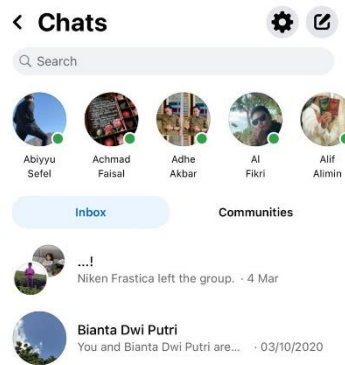 Chats
Search
Abiyyu Sefel
Achmad Faisal
Adhe Akbar
Al Fikri
Alif Alimin
Inbox Communities
...!
Niken Frastica left the group. · 4 Mar
Bianta Dwi Putri
You and Bianta Dwi Putri are... · 03/10/2020